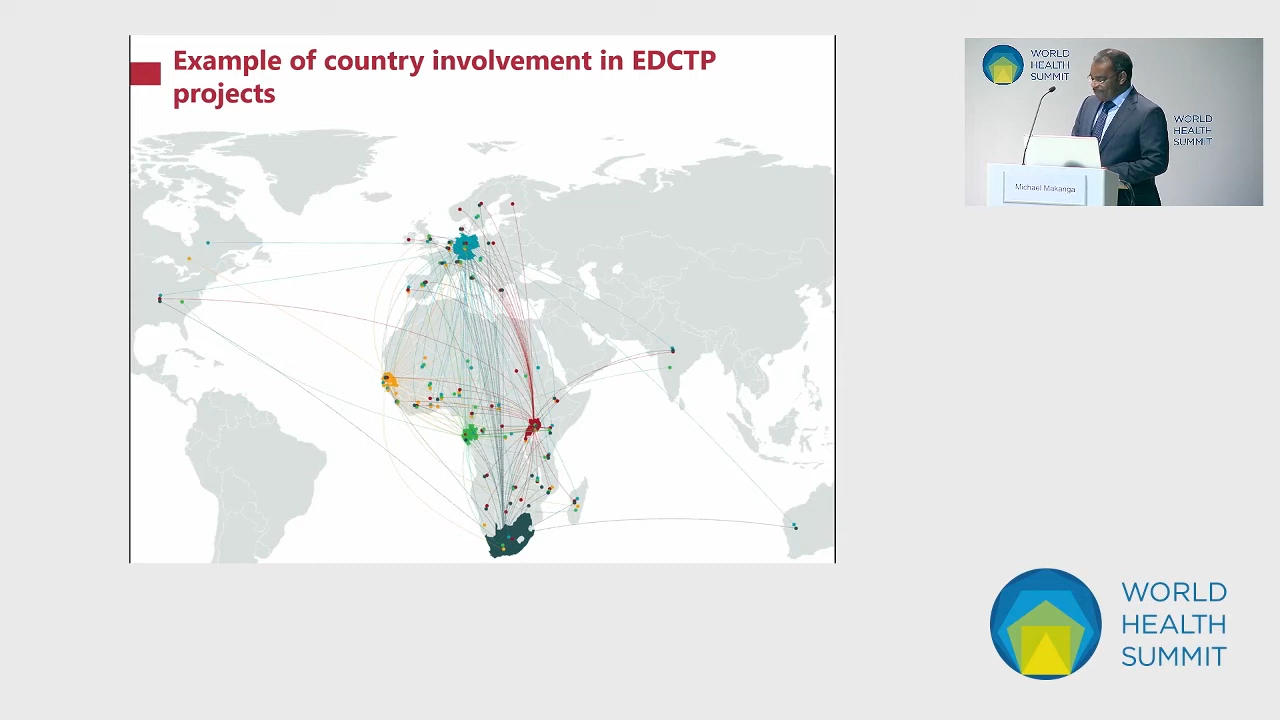 Example of country involvement in EDCTP
projects
WORLD
HEALTH
SUMMIT
WORLD
HEALTH
SUMMIT
Michael Makanga
WORLD
HEALTH
SUMMIT